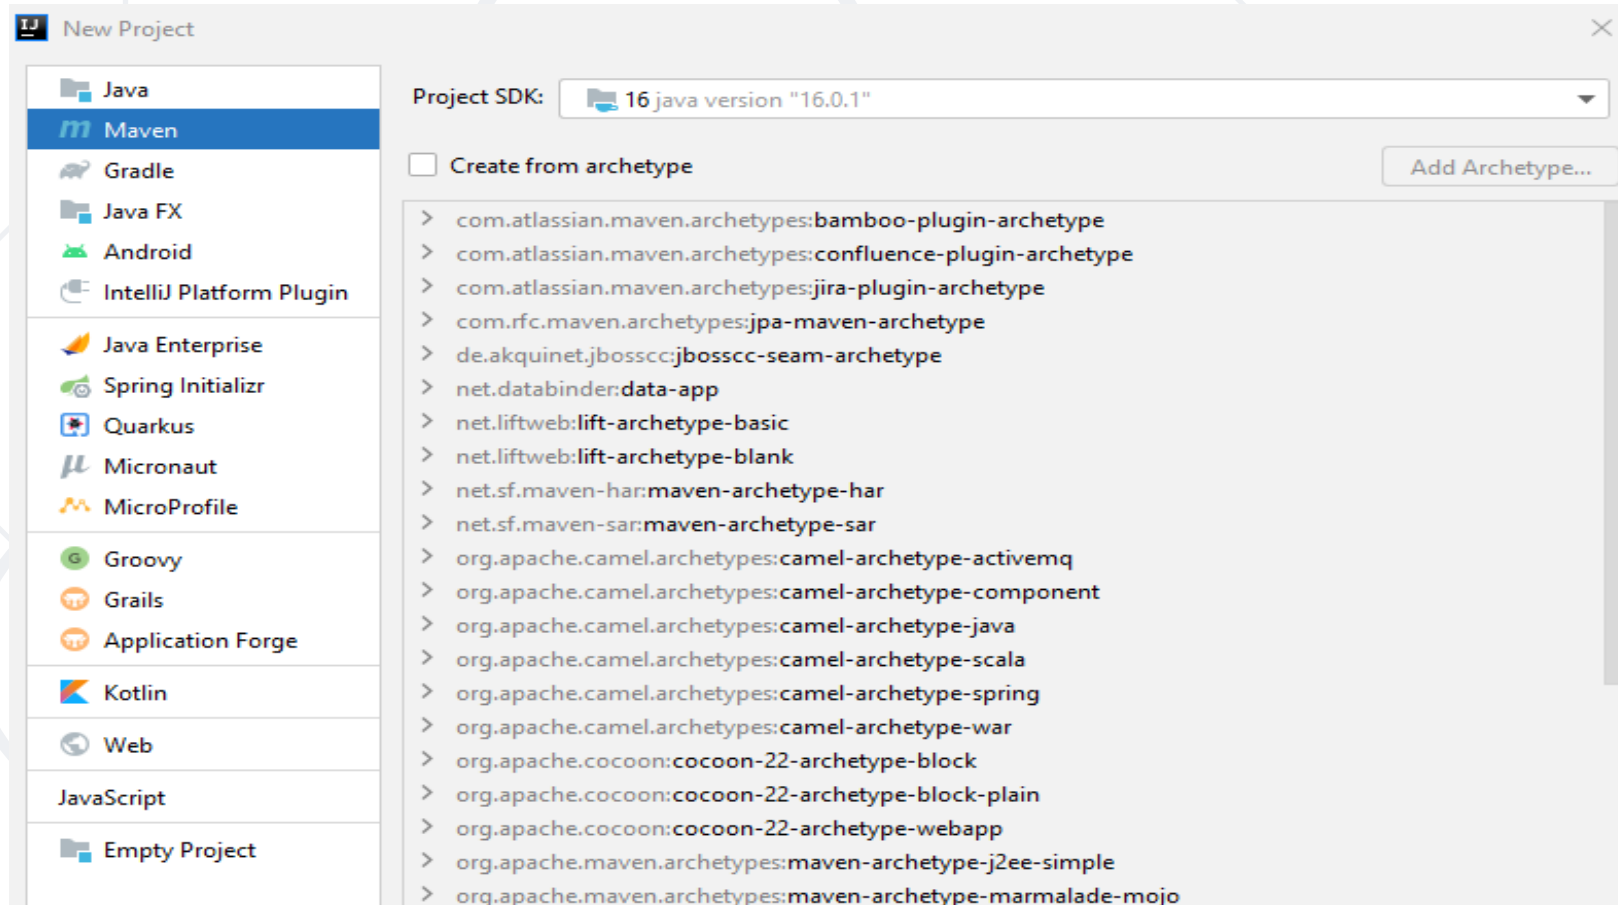 IJ New Project
Java
Maven
Gradle
Java FX
Android
IntelliJ Platform Plugin
Java Enterprise
Spring Initializr
Quarkus
Micronaut
MicroProfile
Groovy
Grails
Application Forge
Kotlin
Web
JavaScript
Empty Project
Project SDK: 16 java version "16.0.1"
Create from archetype Add Archetype...
com.atlassian.maven.archetypes:bamboo-plugin-archetype
com.atlassian.maven.archetypes:confluence-plugin-archetype
com.atlassian.maven.archetypes:jira-plugin-archetype
com.rfc.maven.archetypes:jpa-maven-archetype
de.akquinet.jbosscc:jbosscc-seam-archetype
net.databinder:data-app
net.liftweb:lift-archetype-basic
net.liftweb:lift-archetype-blank
net.sf.maven-har:maven-archetype-har
net.sf.maven-sar:maven-archetype-sar
org.apache.camel.archetypes:camel-archetype-activemq
org.apache.camel.archetypes:camel-archetype-component
org.apache.camel.archetypes:camel-archetype-java
org.apache.camel.archetypes:camel-archetype-scala
org.apache.camel.archetypes:camel-archetype-spring
org.apache.camel.archetypes:camel-archetype-war
org.apache.cocoon:cocoon-22-archetype-block
org.apache.cocoon:cocoon-22-archetype-block-plain
org.apache.cocoon:cocoon-22-archetype-webapp
org.apache.maven.archetypes:maven-archetype-j2ee-simple
org.apache.maven.archetypes:maven-archetype-marmalade-mojo